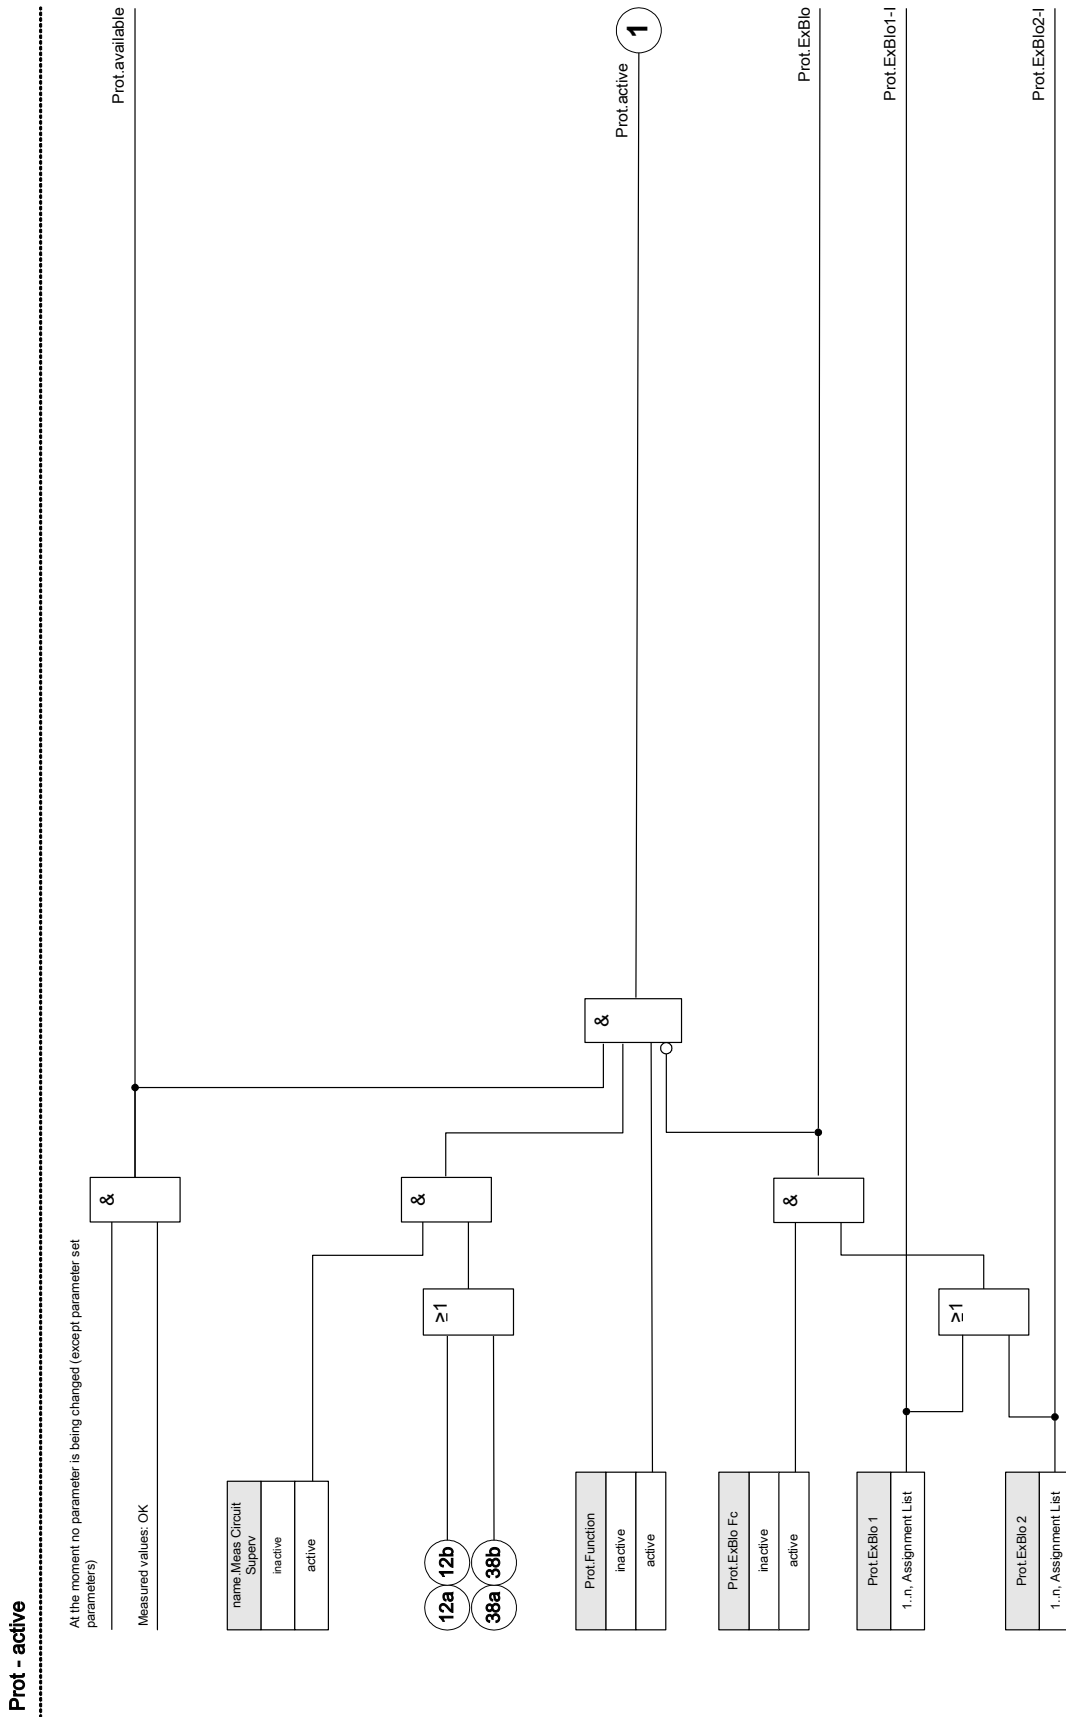 Prot - active
At the moment no parameter is being changed (except parameter set
parameters)
Measured values: OK
&
Prot.available
name.Meas Circuit
Superv
inactive
active
12a 12b
38a 38b
≥1
&
Prot.Function
inactive
active
&
Prot.active
1
Prot.ExBlo Fc
inactive
active
&
Prot.ExBlo
Prot.ExBlo 1
1..n, Assignment List
Prot.ExBlo1-I
≥1
Prot.ExBlo 2
1..n, Assignment List
Prot.ExBlo2-I